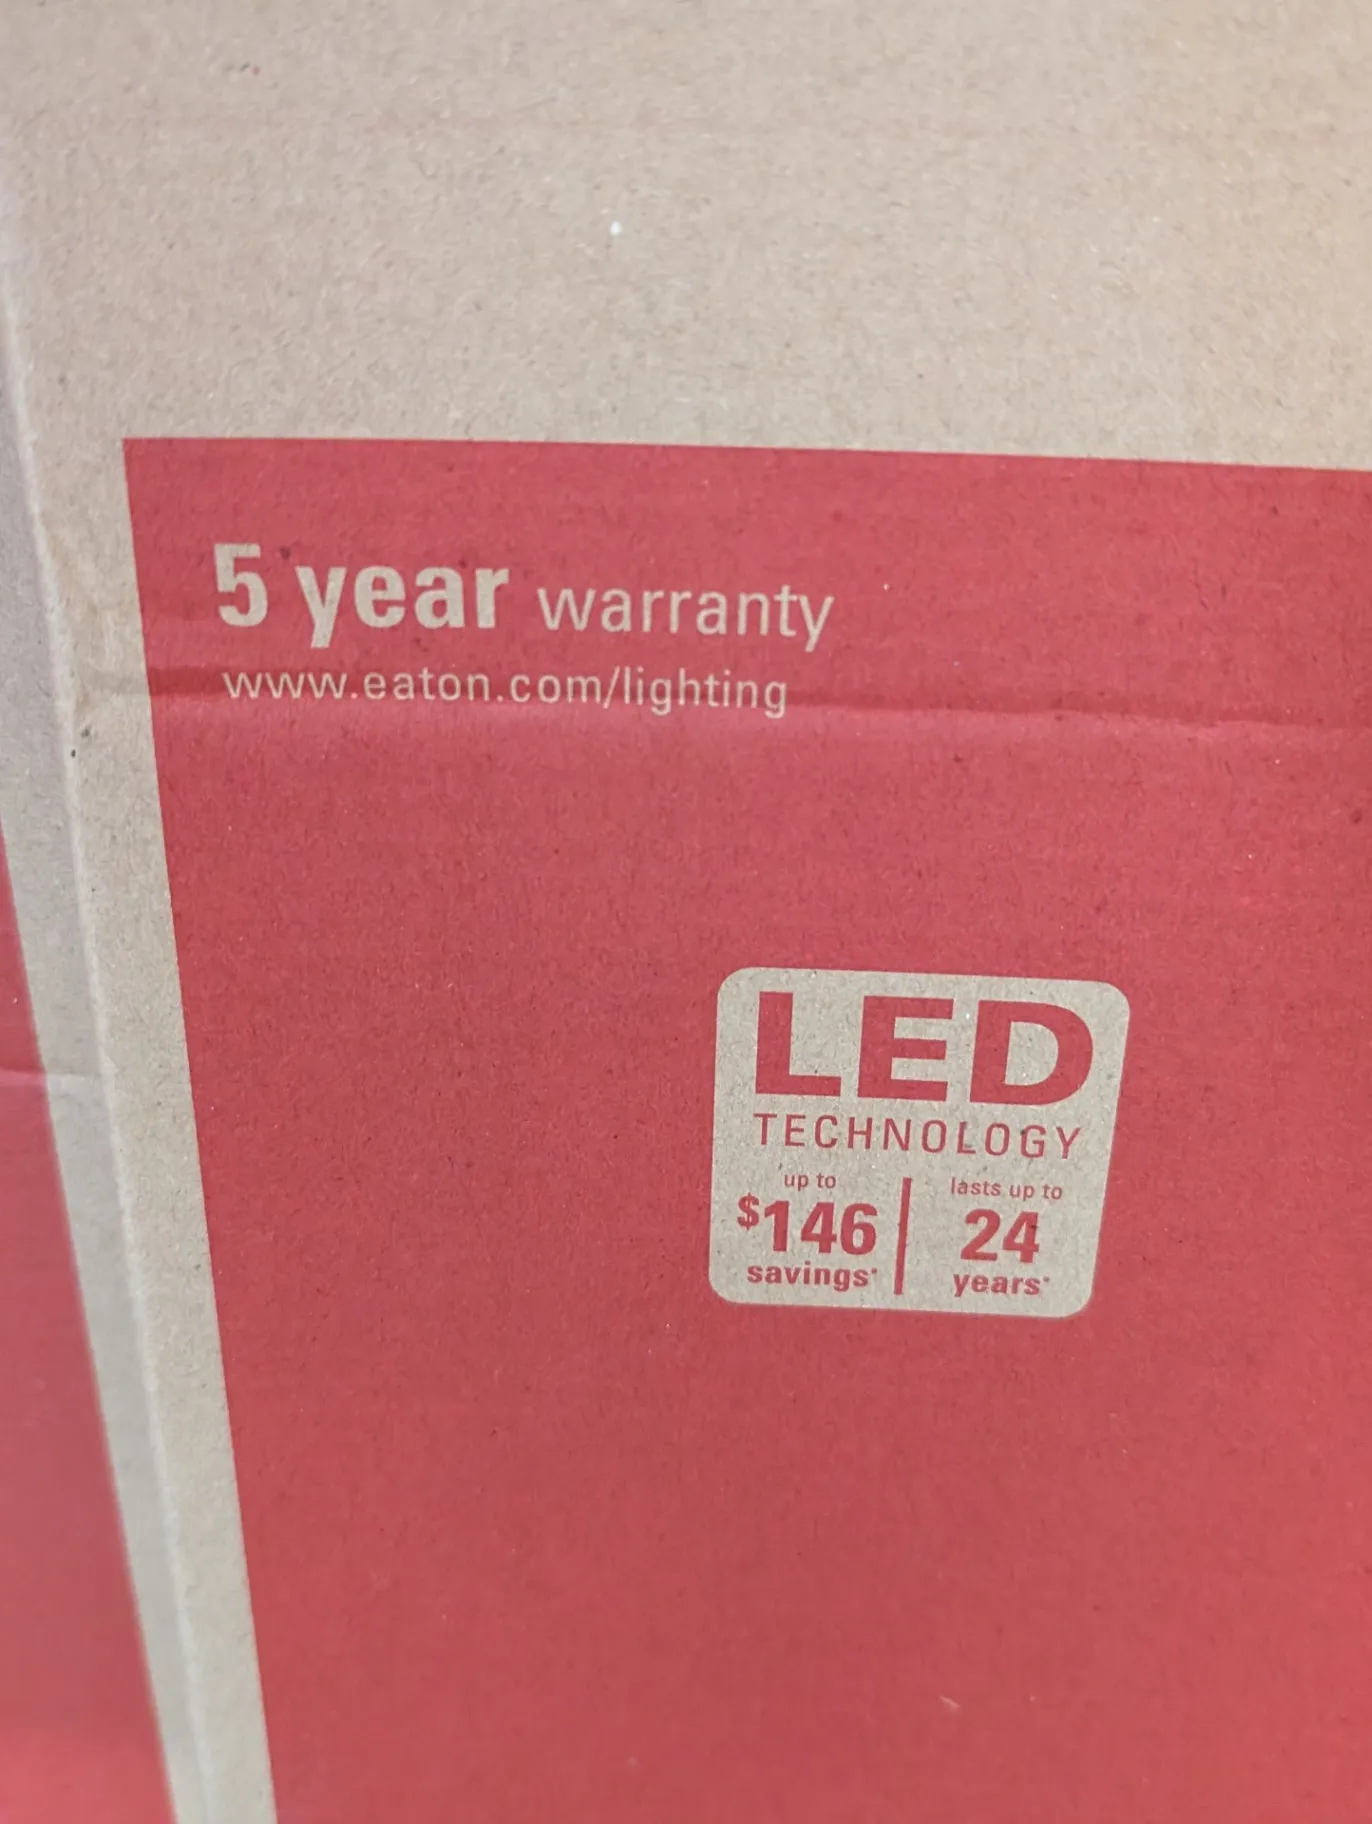 5 year warranty
www.eaton.com/lighting
LED
TECHNOLOGY
up to
$146
savings*
lasts up to
24
years*